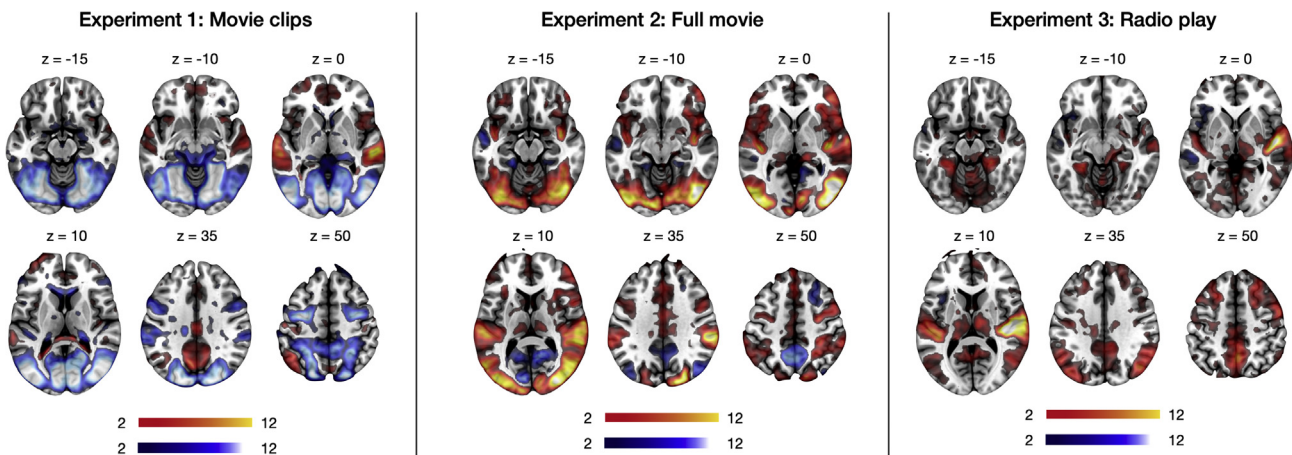 Experiment 1: Movie clips
z = -15
z = -10
z = 0
z = 10
z = 35
z = 50
2
12
2
12
Experiment 2: Full movie
z = -15
z = -10
z = 0
z = 10
z = 35
z = 50
2
12
2
12
Experiment 3: Radio play
z = -15
z = -10
z = 0
z = 10
z = 35
z = 50
2
12
2
12